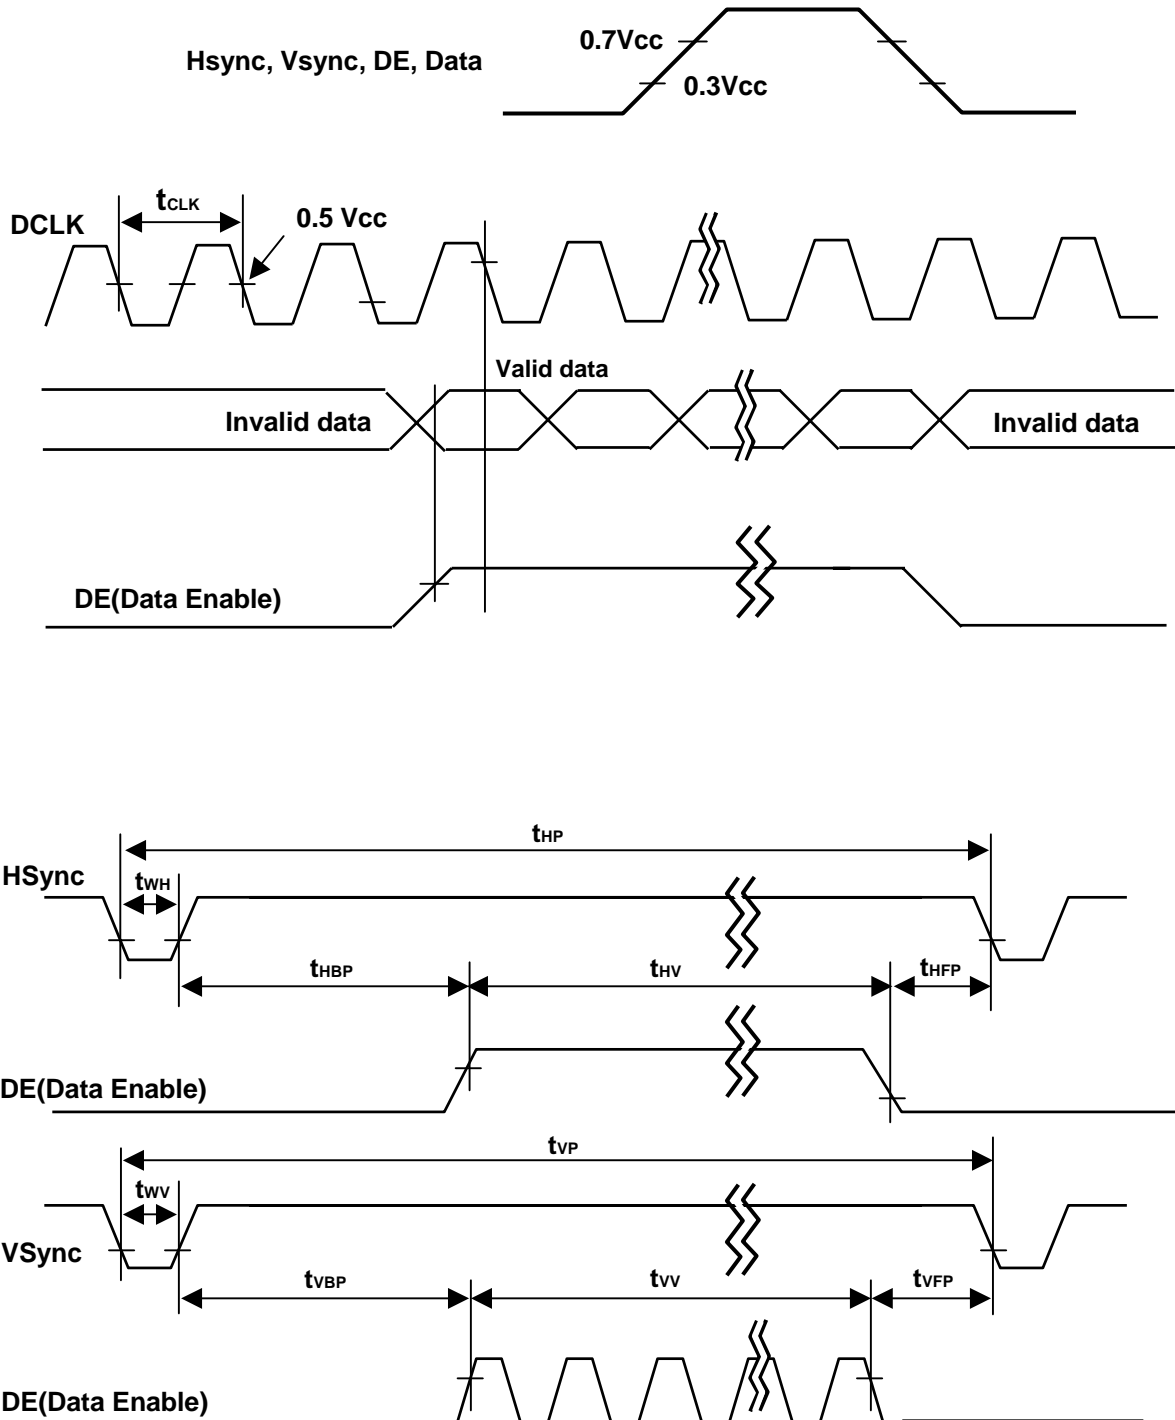 0.7Vcc
Hsync, Vsync, DE, Data
0.3Vcc
tCLK
DCLK
0.5 Vcc
Valid data
Invalid data
Invalid data
DE(Data Enable)
tHP
HSync
tWH
tHBP
tHV
tHFP
DE(Data Enable)
tVP
tWV
VSync
tVBP
tVV
tVFP
DE(Data Enable)